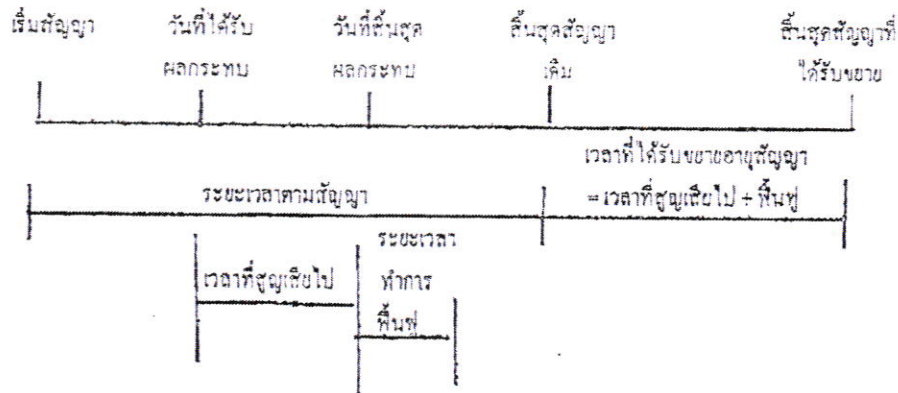 เริ่มสัญญา วันที่ได้รับ วันที่สิ้นสุด สิ้นสุดสัญญา สิ้นสุดสัญญาที่
ผลกระทบ ผลกระทบ เดิม ได้รับขยาย
เวลาที่ได้รับขยายอายุสัญญา
ระยะเวลาตามสัญญา =เวลาที่สูญเสียไป + ฟื้นฟู
ระยะเวลา
เวลาที่สูญเสียไป ทำการ
ฟื้นฟู